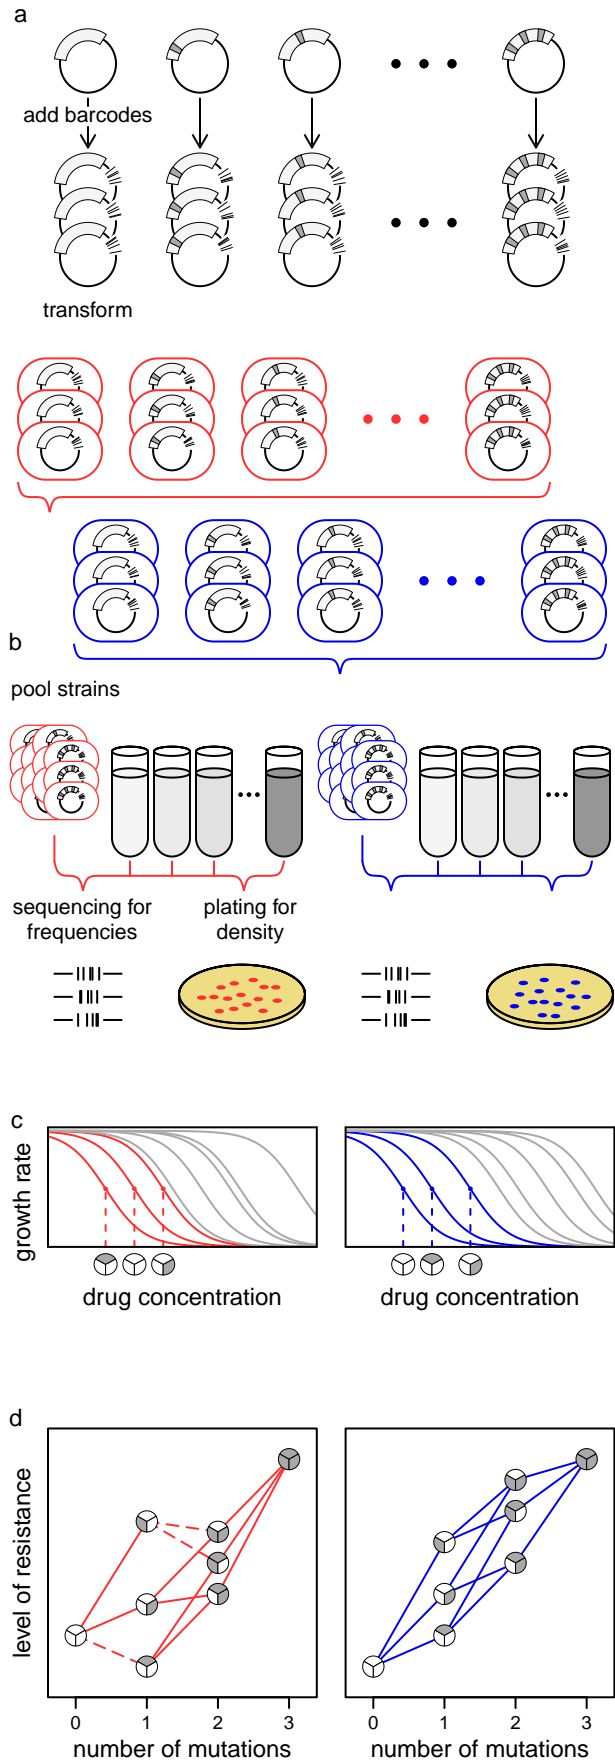 a
add barcodes
transform
b
pool strains
sequencing for
frequencies
plating for
density
c
growth rate
drug concentration
drug concentration
d
level of resistance
0 1 2 3
0 1 2 3
number of mutations
number of mutations